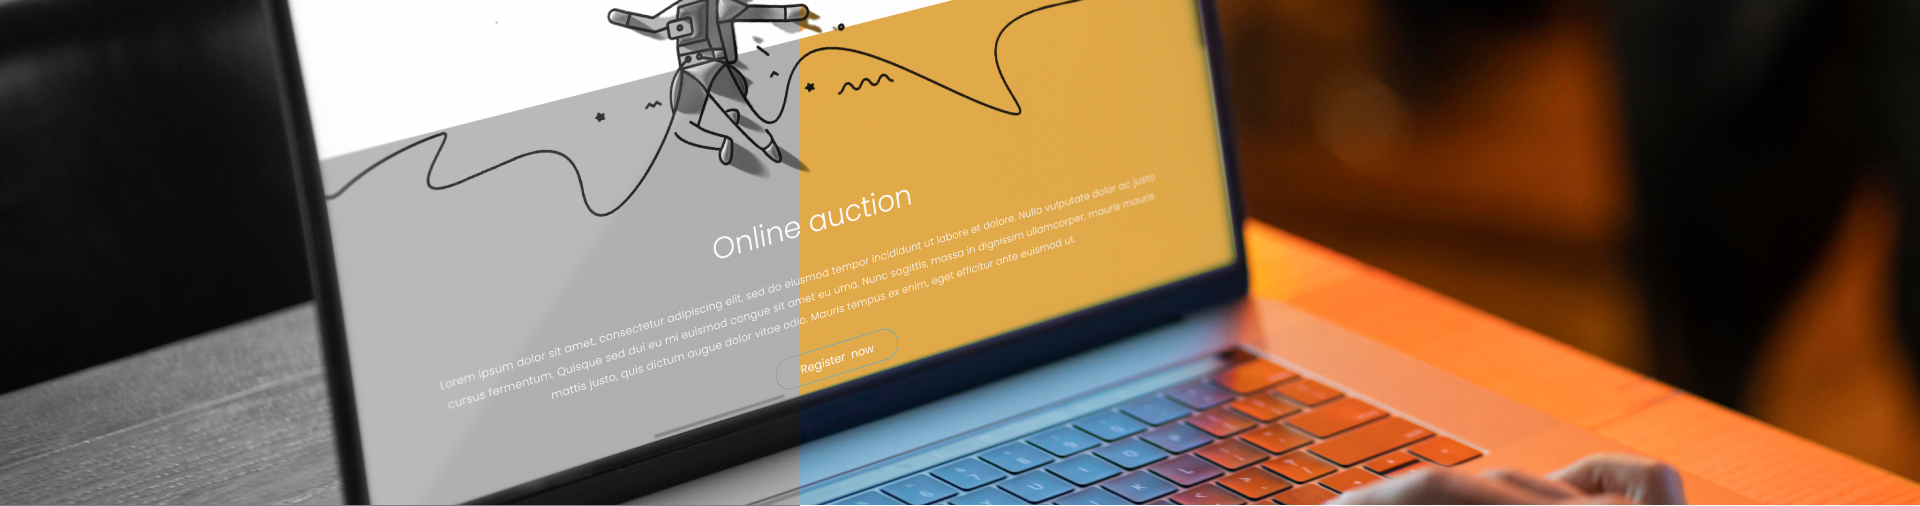 Online auction
Lorem ipsum dolor sit amet, consectetur adipiscing elit, sed do eiusmod tempor incididunt ut labore et dolore. Nulla vulputate dolor ac justo
cursus fermentum. Quisque sed dui eu mi euismod congue sit amet eu urna. Nunc sagittis, massa in dignissim ullamcorper, mauris mauris
mattis justo, quis dictum augue dolor vitae odio. Mauris tempus ex enim, eget efficitur ante euismod ut.
Register now